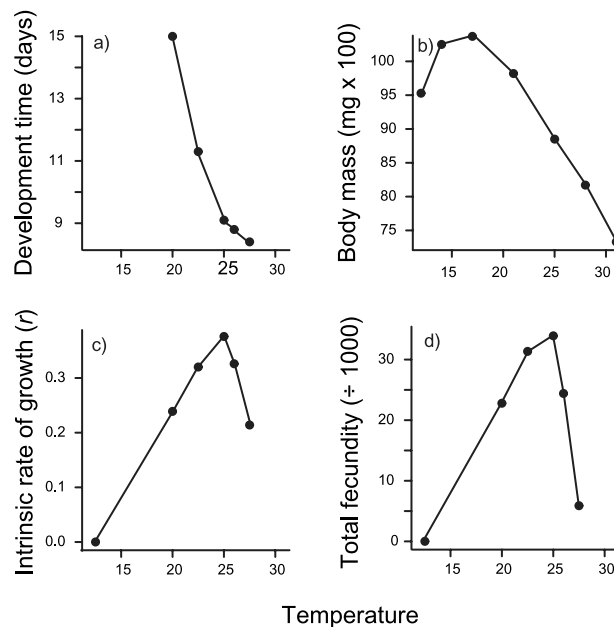 a)
Development time (days)
15
13
11
9
15 20 25 30
b)
Body mass (mg x 100)
100
95
90
85
80
75
15 20 25 30
c)
Intrinsic rate of growth (r)
0.3
0.2
0.1
0.0
15 20 25 30
d)
Total fecundity (÷ 1000)
30
20
10
0
15 20 25 30
Temperature